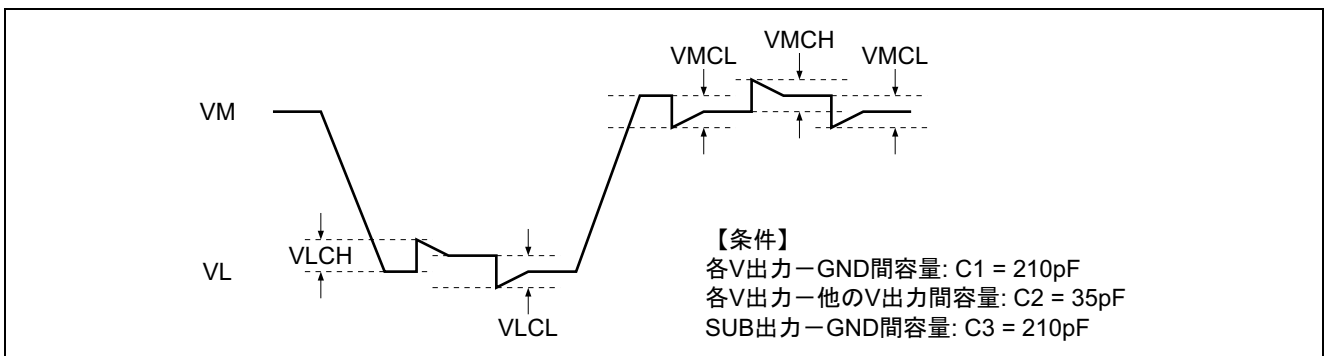 VMCL
VMCH
VMCL
VM
VLCH
VL
VLCL
【条件】
各V出力－GND間容量: C1 = 210pF
各V出力－他のV出力間容量: C2 = 35pF
SUB出力－GND間容量: C3 = 210pF